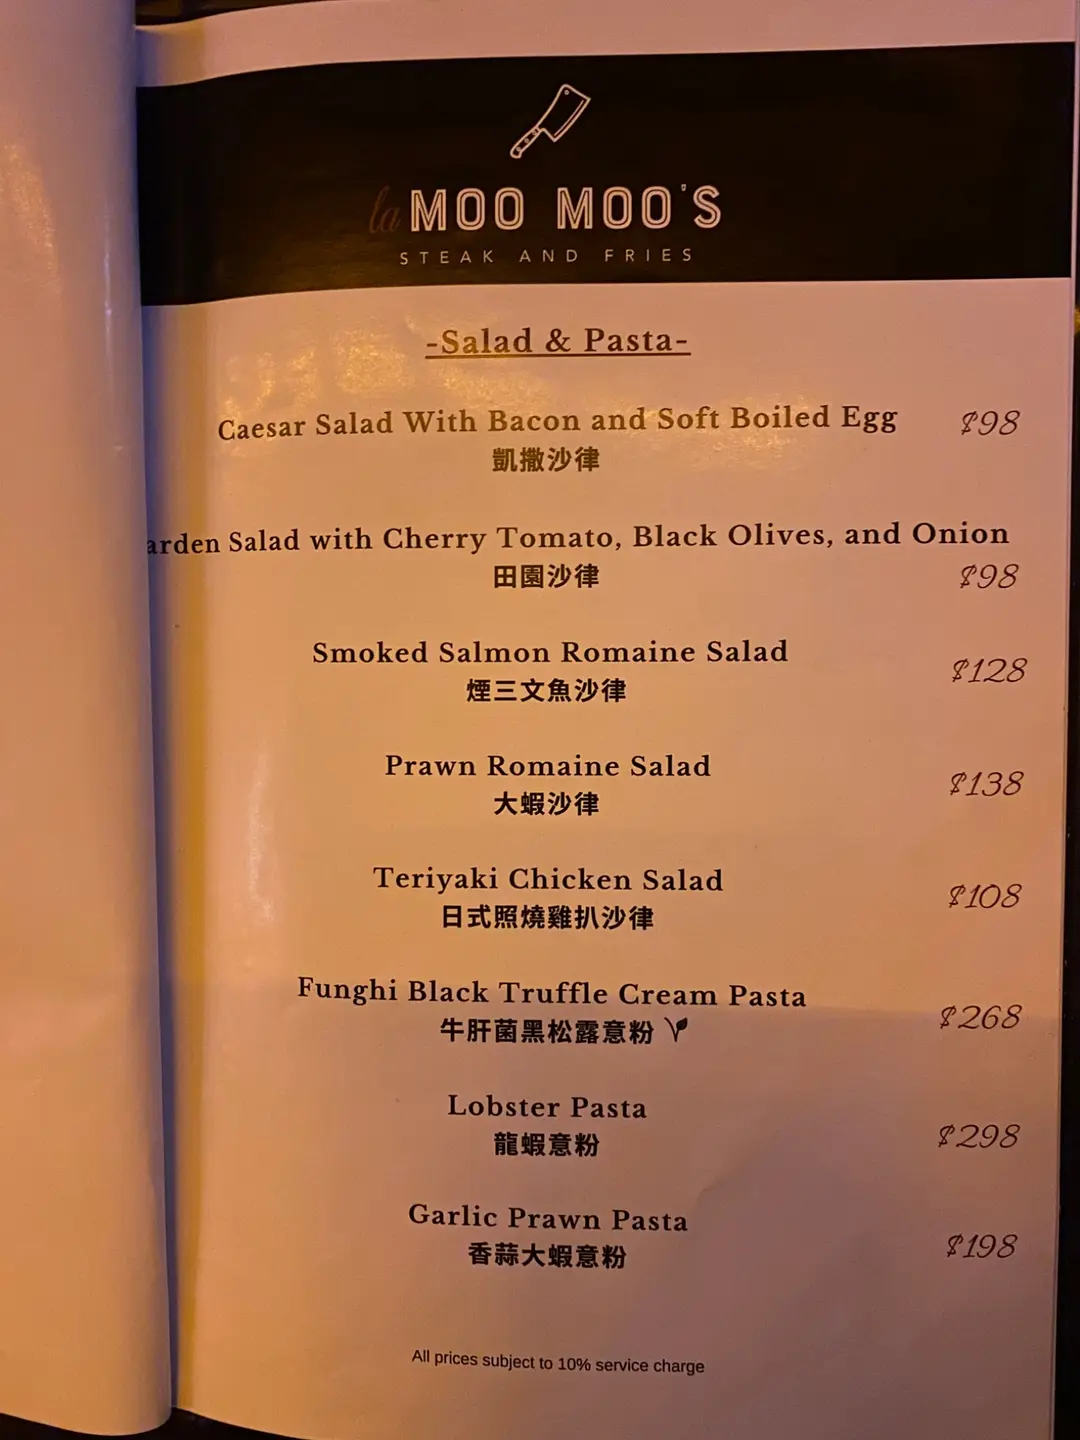 la MOO MOO'S
STEAK AND FRIES
-Salad & Pasta-
Caesar Salad With Bacon and Soft Boiled Egg $98
凱撒沙律
arden Salad with Cherry Tomato, Black Olives, and Onion
田園沙律 $98
Smoked Salmon Romaine Salad $128
煙三文魚沙律
Prawn Romaine Salad $138
大蝦沙律
Teriyaki Chicken Salad $108
日式照燒雞扒沙律
Funghi Black Truffle Cream Pasta $268
牛肝菌黑松露意粉
Lobster Pasta $298
龍蝦意粉
Garlic Prawn Pasta $198
香蒜大蝦意粉
All prices subject to 10% service charge